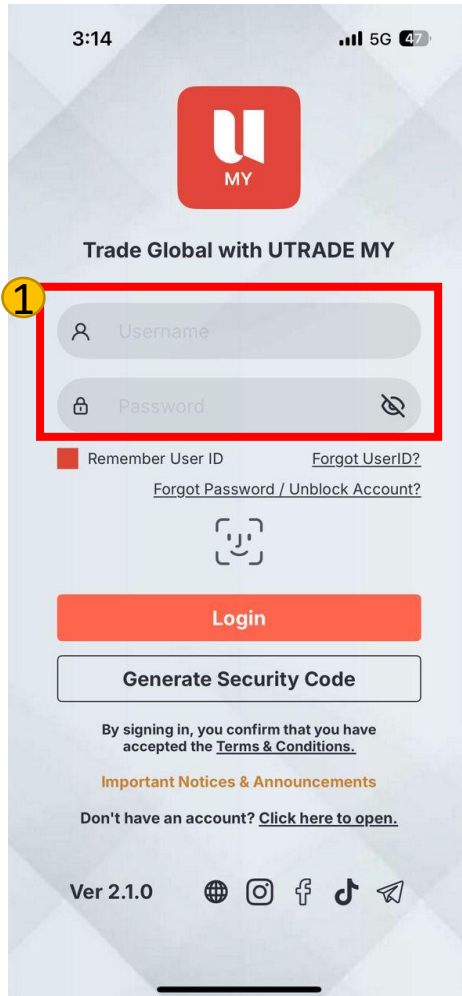 3:14 5G 47
U
MY
Trade Global with UTRADE MY
1
Username
Password
Remember User ID Forgot UserID?
Forgot Password / Unblock Account?
Login
Generate Security Code
By signing in, you confirm that you have
accepted the Terms & Conditions.
Important Notices & Announcements
Don't have an account? Click here to open.
Ver 2.1.0